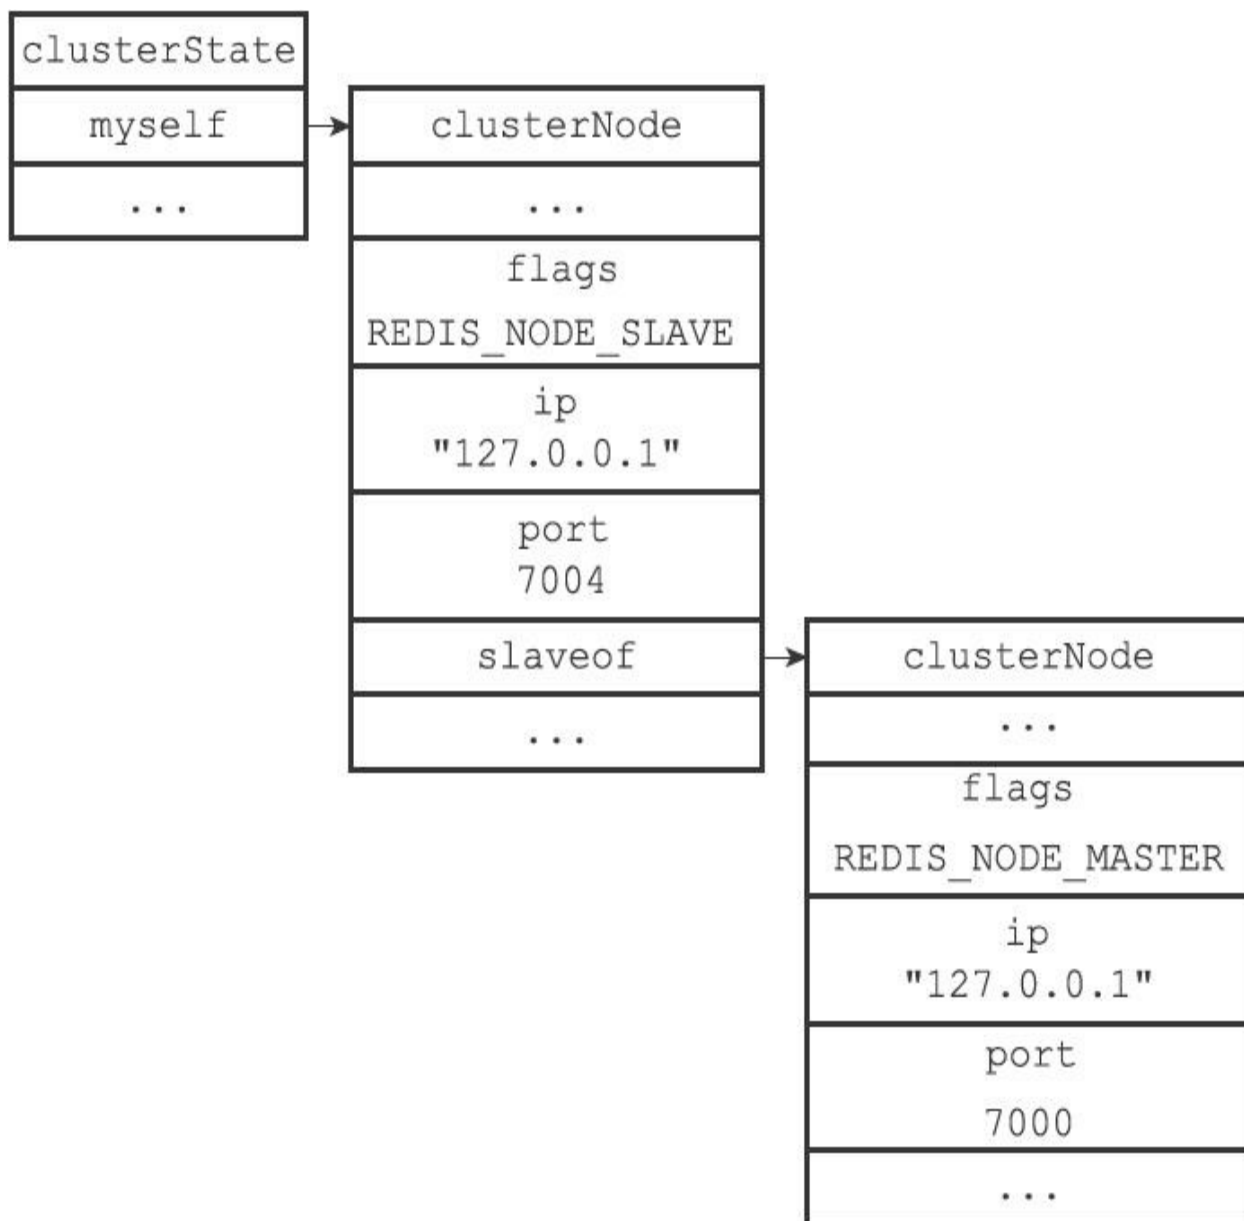 clusterState
myself
...
clusterNode
...
flags
REDIS_NODE_SLAVE
ip
"127.0.0.1"
port
7004
slaveof
...
clusterNode
...
flags
REDIS_NODE_MASTER
ip
"127.0.0.1"
port
7000
...